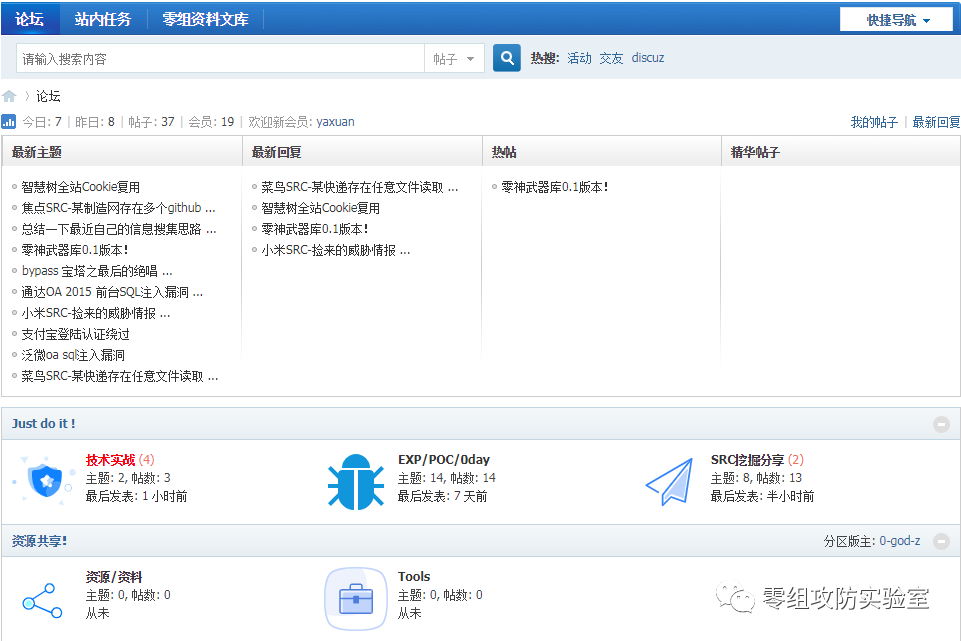 论坛 站内任务 零组资料文库 快捷导航
请输入搜索内容 帖子 热搜: 活动 交友 discuz
论坛
今日: 7 | 昨日: 8 | 帖子: 37 | 会员: 19 | 欢迎新会员: yaxuan 我的帖子 | 最新回复
最新主题 最新回复 热帖 精华帖子
智慧树全站Cookie复用 菜鸟SRC-某快递存在任意文件读取 ... 零神武器库0.1版本!
焦点SRC-某制造网存在多个github ... 智慧树全站Cookie复用
总结一下最近自己的信息搜集思路 ... 零神武器库0.1版本!
零神武器库0.1版本! 小米SRC-捡来的威胁情报 ...
bypass 宝塔之最后的绝唱 ...
通达OA 2015 前台SQL注入漏洞 ...
小米SRC-捡来的威胁情报 ...
支付宝登陆认证绕过
泛微oa sql注入漏洞
菜鸟SRC-某快递存在任意文件读取 ...
Just do it !
技术实战 (4) EXP/POC/0day SRC挖掘分享 (2)
主题: 2, 帖数: 3 主题: 14, 帖数: 14 主题: 8, 帖数: 13
最后发表: 1 小时前 最后发表: 7 天前 最后发表: 半小时前
资源共享! 分区版主: 0-god-z
资源/资料 Tools
主题: 0, 帖数: 0 主题: 0, 帖数: 0
从未 从未
零组攻防实验室